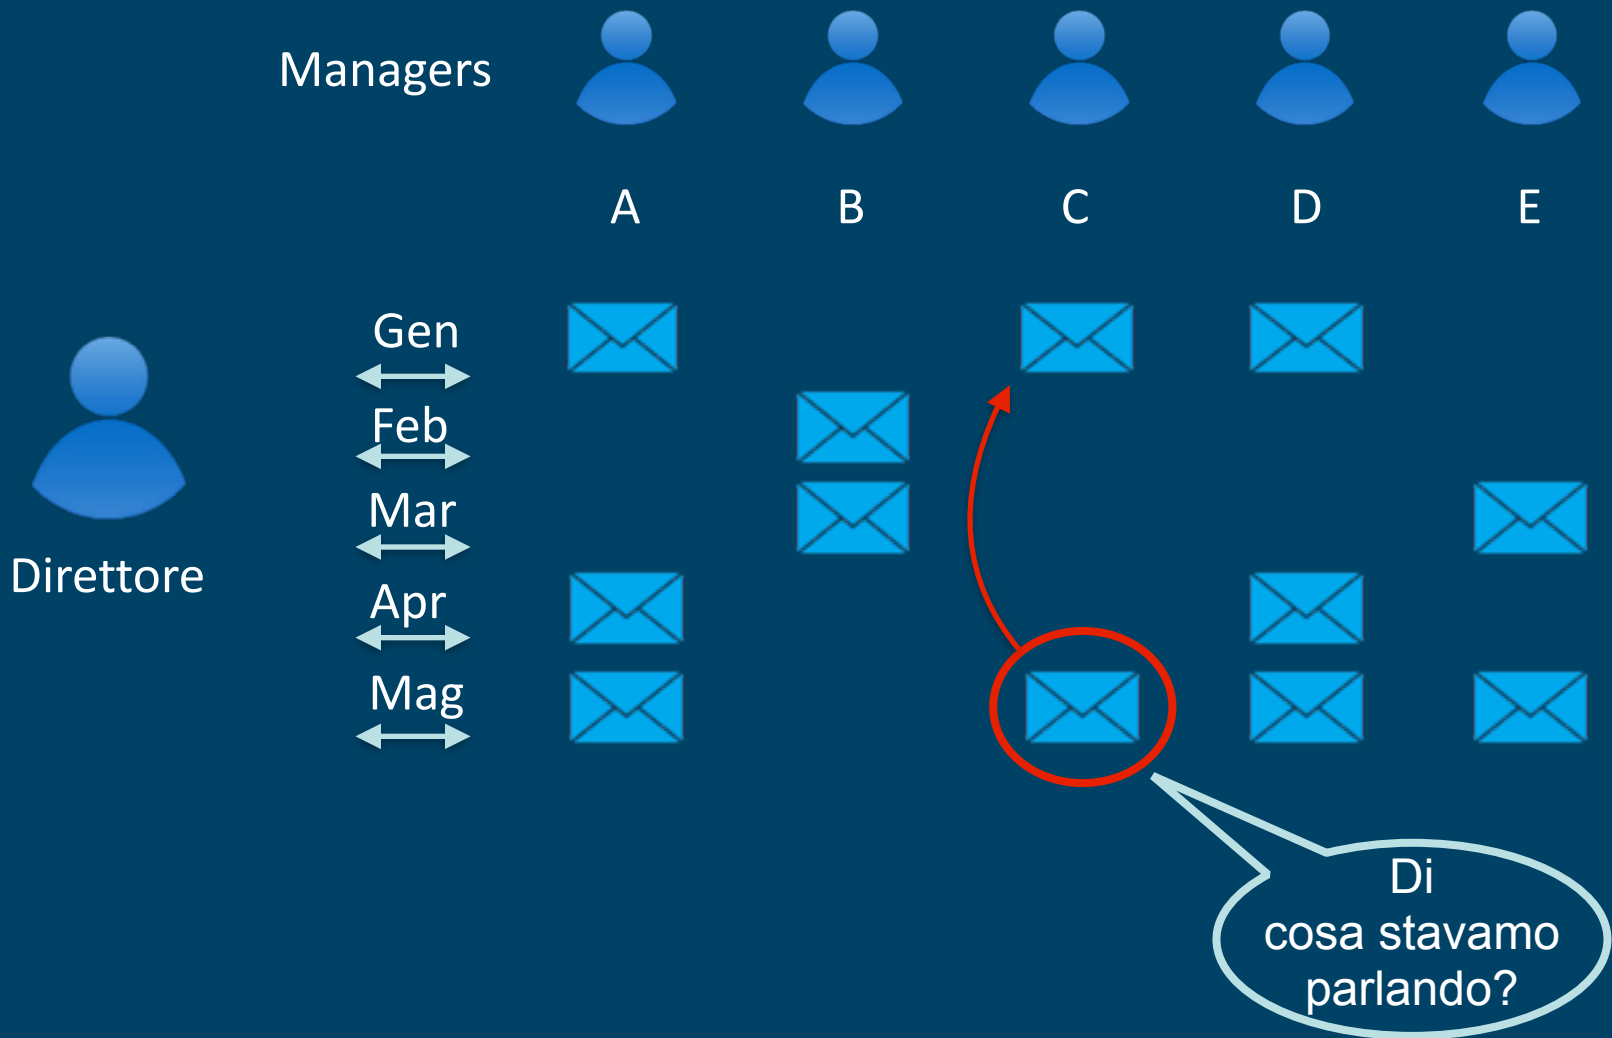 Managers
A B C D E
Gen
Feb
Mar
Direttore
Apr
Mag
Di
cosa stavamo
parlando?